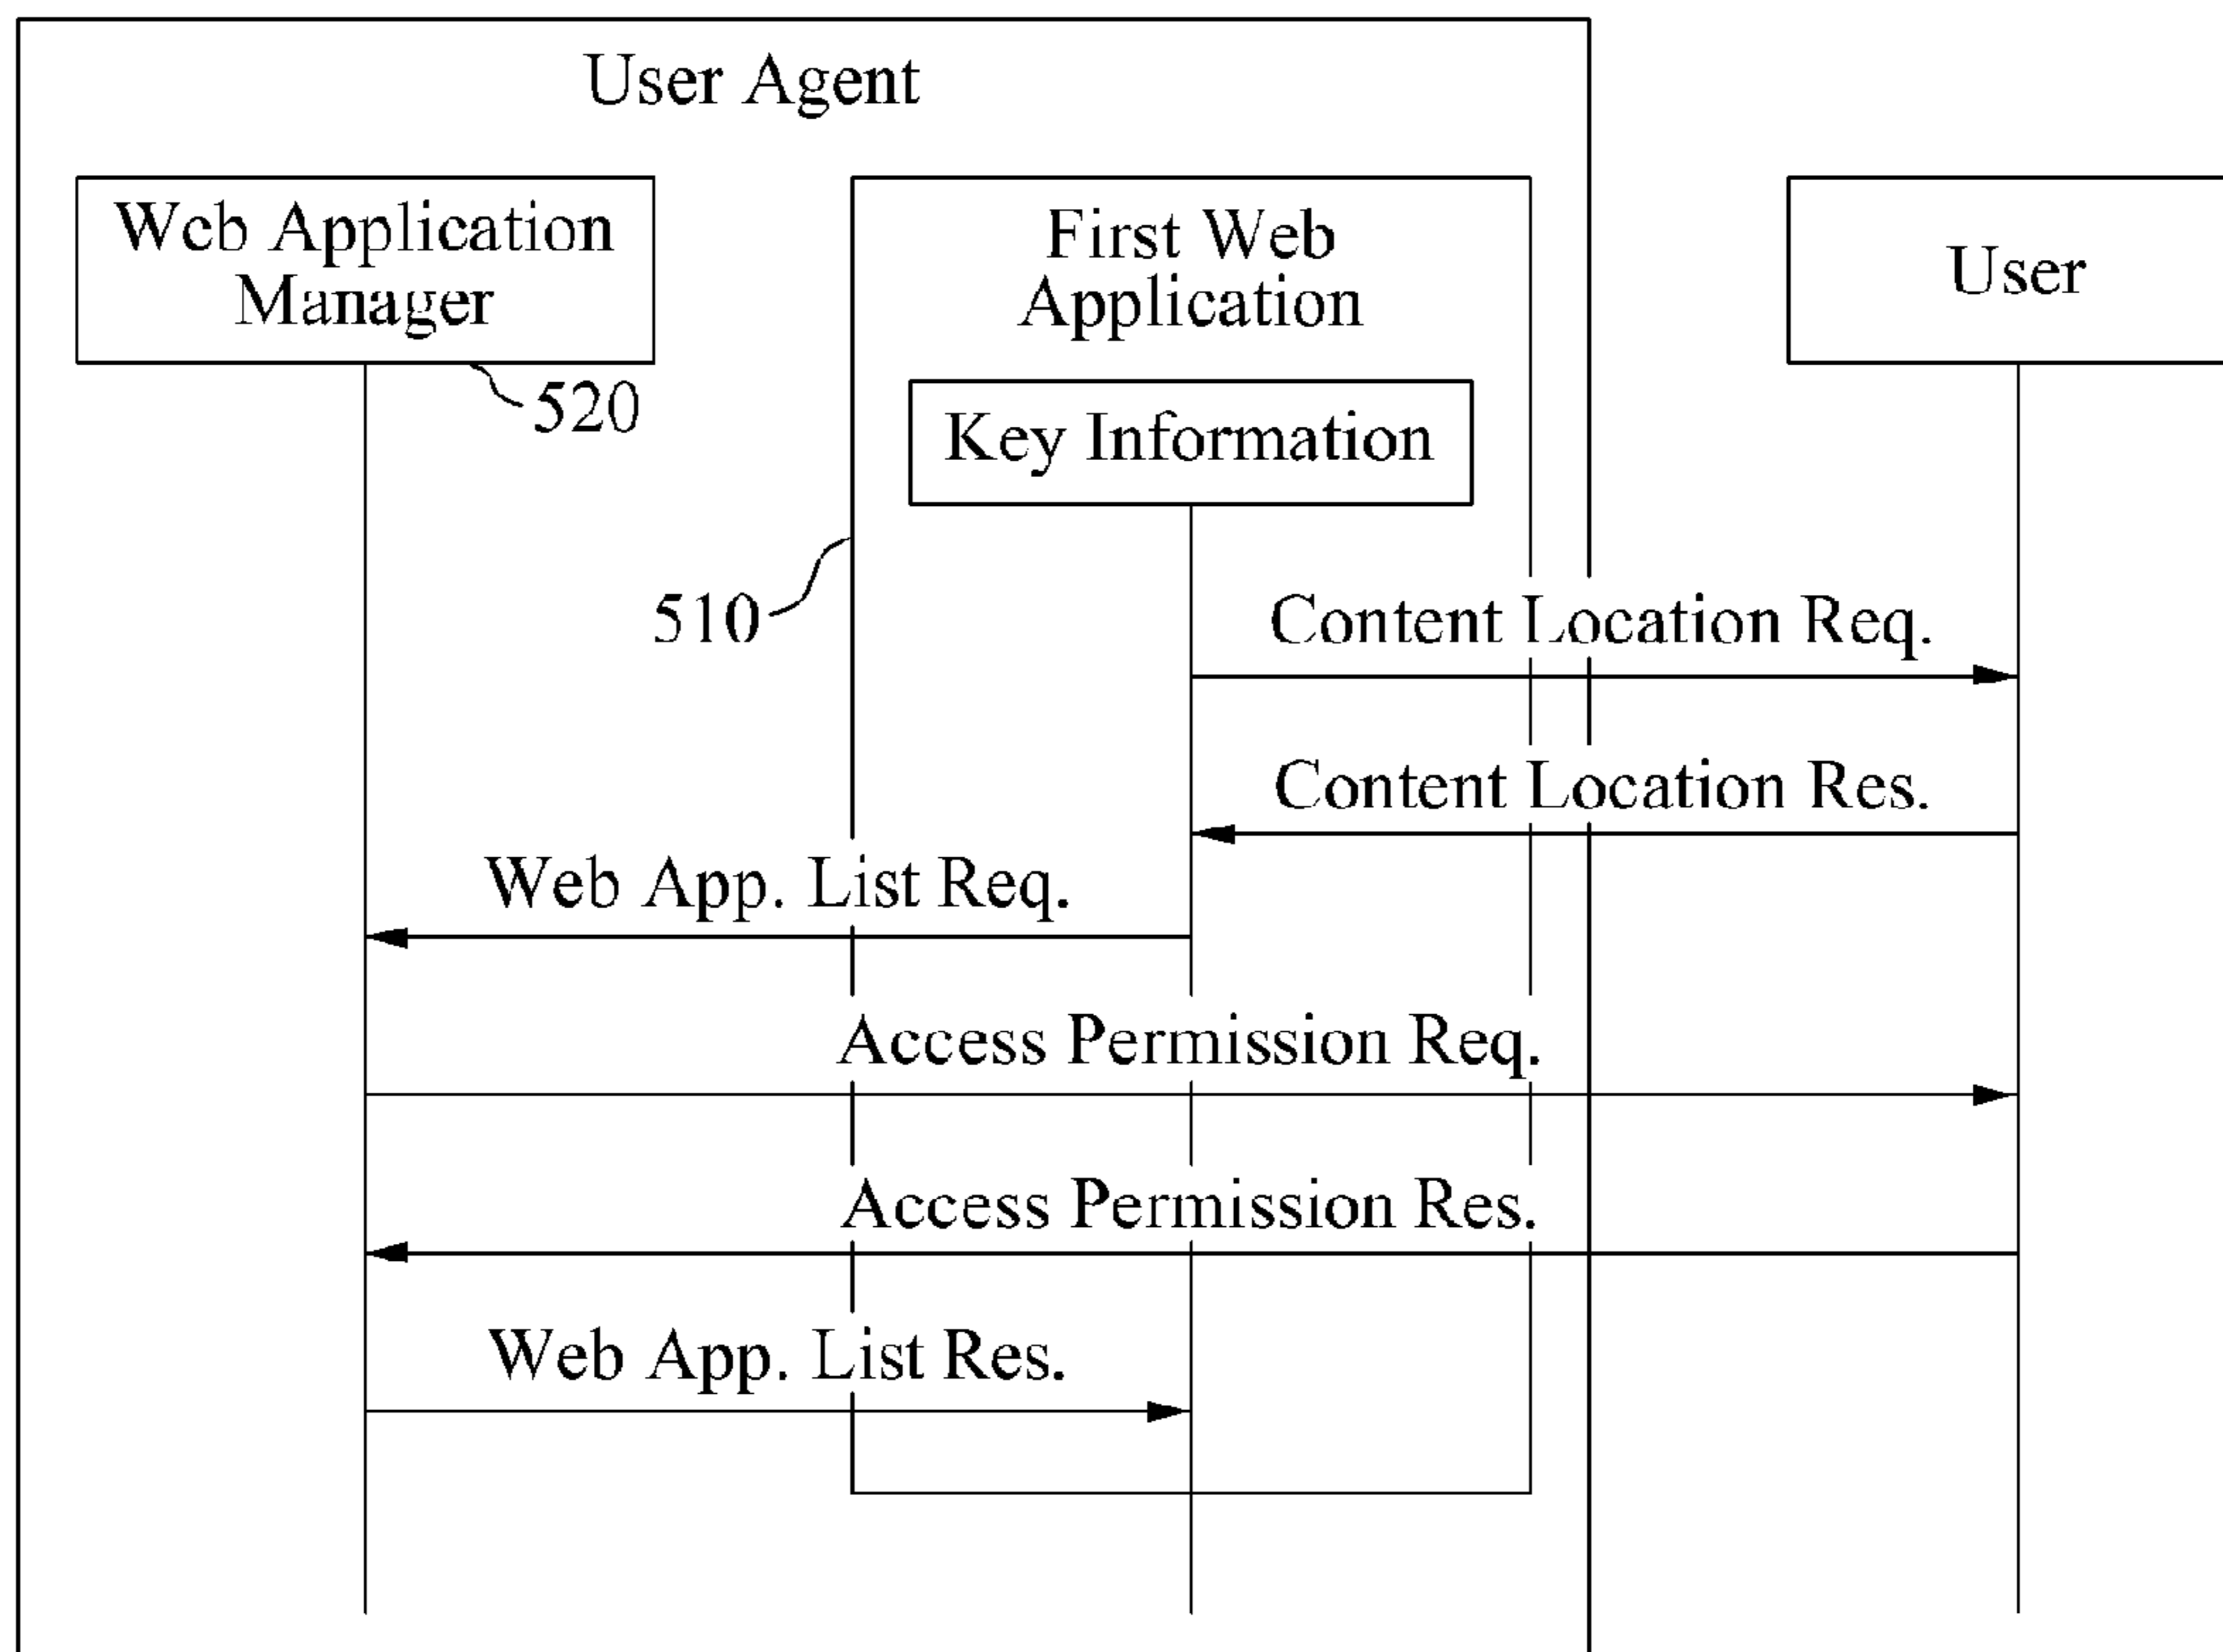 User Agent
Web Application
Manager
First Web
Application
User
520
Key Information
510
Content Location Req.
Content Location Res.
Web App. List Req.
Access Permission Req.
Access Permission Res.
Web App. List Res.